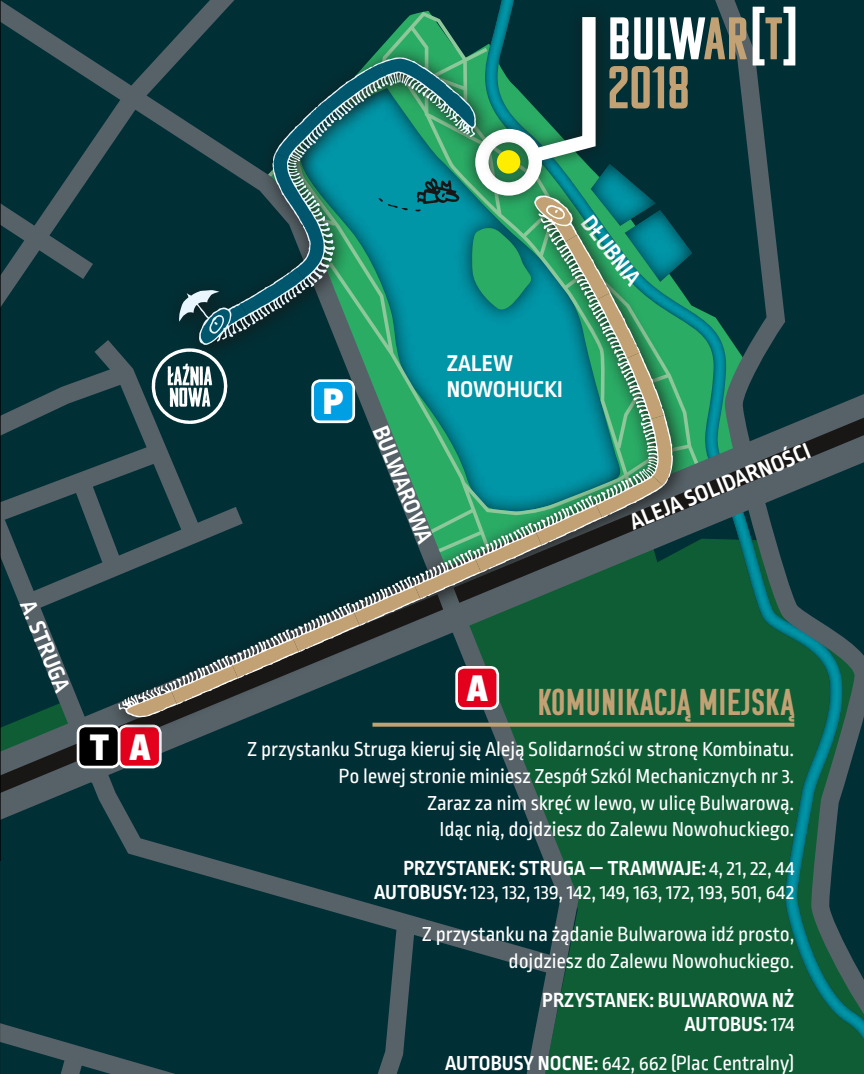 BULWAR[T]
2018
DŁUBNIA
ŁAŹNIA
NOWA
ZALEW
NOWOHUCKI
P
BULWAROWA
ALEJA SOLIDARNOŚCI
A. STRUGA
A
T A
KOMUNIKACJĄ MIEJSKĄ
Z przystanku Struga kieruj się Aleją Solidarności w stronę Kombinatu.
Po lewej stronie miniesz Zespół Szkól Mechanicznych nr 3.
Zaraz za nim skręć w lewo, w ulicę Bulwarową.
Idąc nią, dojdziesz do Zalewu Nowohuckiego.
PRZYSTANEK: STRUGA — TRAMWAJE: 4, 21, 22, 44
AUTOBUSY: 123, 132, 139, 142, 149, 163, 172, 193, 501, 642
Z przystanku na żądanie Bulwarowa idź prosto,
dojdziesz do Zalewu Nowohuckiego.
PRZYSTANEK: BULWAROWA NŻ
AUTOBUS: 174
AUTOBUSY NOCNE: 642, 662 (Plac Centralny)